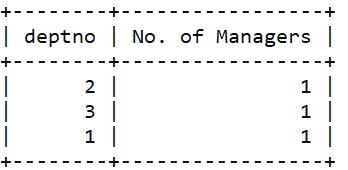 +--------+-----------------+
| deptno | No. of Managers |
+--------+-----------------+
|      2 |               1 |
|      3 |               1 |
|      1 |               1 |
+--------+-----------------+